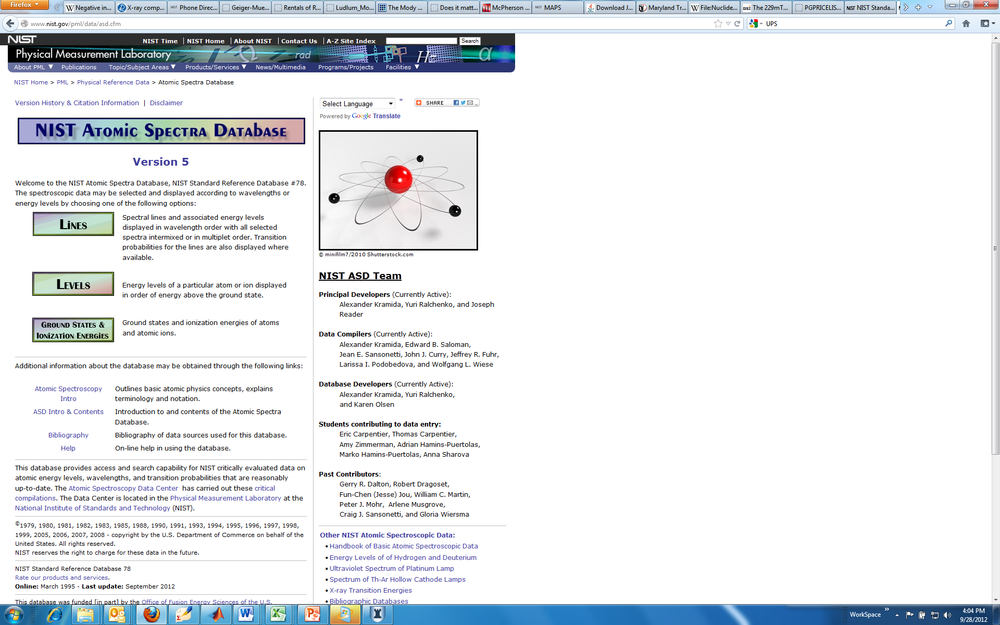 Firefox
Negative in...
X-ray comp...
NIST Phone Direc...
Geiger-Mue...
Rentals of R...
Ludlum_Mo...
The Mody ...
Does it matt...
McPherson ...
NIST MAPS
Download J...
Maryland Tr...
File:Nuclide...
GSI The 229mT...
PGPRICELIS...
NIST NIST Standa...
www.nist.gov/pml/data/asd.cfm
UPS
NIST
NIST Time | NIST Home | About NIST | Contact Us | A-Z Site Index
Search
Physical Measurement Laboratory
rad
Hz
α
About PML Publications Topic/Subject Areas Products/Services News/Multimedia Programs/Projects Facilities
NIST Home > PML > Physical Reference Data > Atomic Spectra Database
Version History & Citation Information | Disclaimer
NIST Atomic Spectra Database
Version 5
Welcome to the NIST Atomic Spectra Database, NIST Standard Reference Database #78.
The spectroscopic data may be selected and displayed according to wavelengths or
energy levels by choosing one of the following options:
Lines
Spectral lines and associated energy levels
displayed in wavelength order with all selected
spectra intermixed or in multiplet order. Transition
probabilities for the lines are also displayed where
available.
Levels
Energy levels of a particular atom or ion displayed
in order of energy above the ground state.
Ground States &
Ionization Energies
Ground states and ionization energies of atoms
and atomic ions.
Additional information about the database may be obtained through the following links:
Atomic Spectroscopy
Intro
Outlines basic atomic physics concepts, explains
terminology and notation.
ASD Intro & Contents
Introduction to and contents of the Atomic Spectra
Database.
Bibliography
Bibliography of data sources used for this database.
Help
On-line help in using the database.
This database provides access and search capability for NIST critically evaluated data on
atomic energy levels, wavelengths, and transition probabilities that are reasonably
up-to-date. The Atomic Spectroscopy Data Center has carried out these critical
compilations. The Data Center is located in the Physical Measurement Laboratory at the
National Institute of Standards and Technology (NIST).
©1979, 1980, 1981, 1982, 1983, 1985, 1988, 1990, 1991, 1993, 1994, 1995, 1996, 1997, 1998,
1999, 2005, 2006, 2007, 2008 - copyright by the U.S. Department of Commerce on behalf of the
United States. All rights reserved.
NIST reserves the right to charge for these data in the future.
NIST Standard Reference Database 78
Rate our products and services.
Online: March 1995 - Last update: September 2012
This database was funded [in part] by the Office of Fusion Energy Sciences of the U.S.
Select Language
*
SHARE ...
Powered by Google Translate
© minifilm7/2010 Shutterstock.com
NIST ASD Team
Principal Developers (Currently Active):
Alexander Kramida, Yuri Ralchenko, and Joseph
Reader
Data Compilers (Currently Active):
Alexander Kramida, Edward B. Saloman,
Jean E. Sansonetti, John J. Curry, Jeffrey R. Fuhr,
Larissa I. Podobedova, and Wolfgang L. Wiese
Database Developers (Currently Active):
Alexander Kramida, Yuri Ralchenko,
and Karen Olsen
Students contributing to data entry:
Eric Carpentier, Thomas Carpentier,
Amy Zimmerman, Adrian Hamins-Puertolas,
Marko Hamins-Puertolas, Anna Sharova
Past Contributors:
Gerry R. Dalton, Robert Dragoset,
Fun-Chen (Jesse) Jou, William C. Martin,
Peter J. Mohr, Arlene Musgrove,
Craig J. Sansonetti, and Gloria Wiersma
Other NIST Atomic Spectroscopic Data:
• Handbook of Basic Atomic Spectroscopic Data
• Energy Levels of of Hydrogen and Deuterium
• Ultraviolet Spectrum of Platinum Lamp
• Spectrum of Th-Ar Hollow Cathode Lamps
• X-ray Transition Energies
• Bibliographic Databases
WorkSpace
4:04 PM
9/28/2012